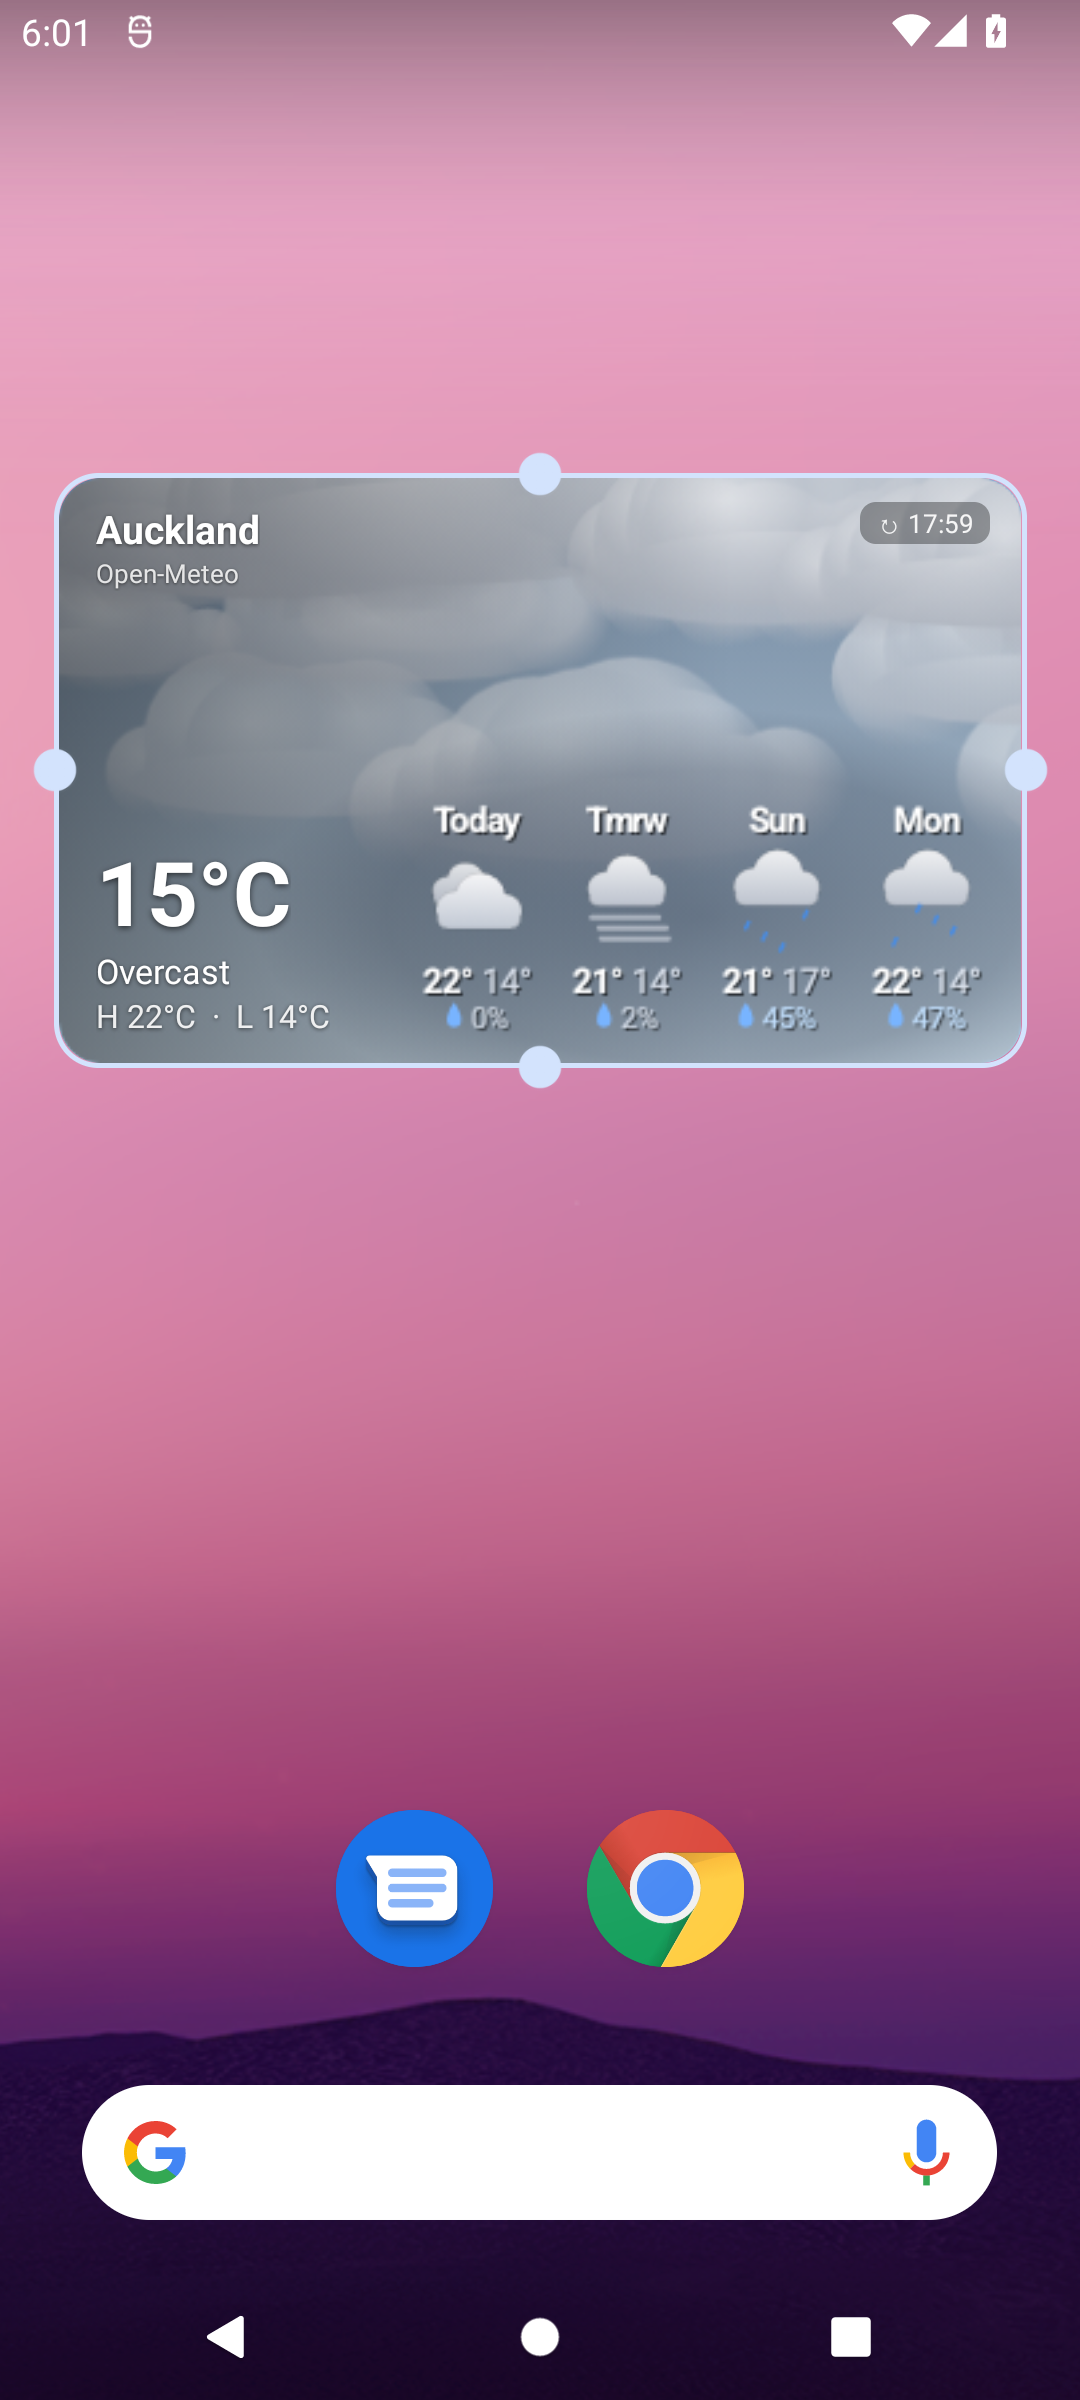 6:01
Auckland
↻ 17:59
Open-Meteo
Today Tmrw Sun Mon
15°C
Overcast
22° 14° 21° 14° 21° 17° 22° 14°
H 22°C · L 14°C
0% 2% 45% 47%